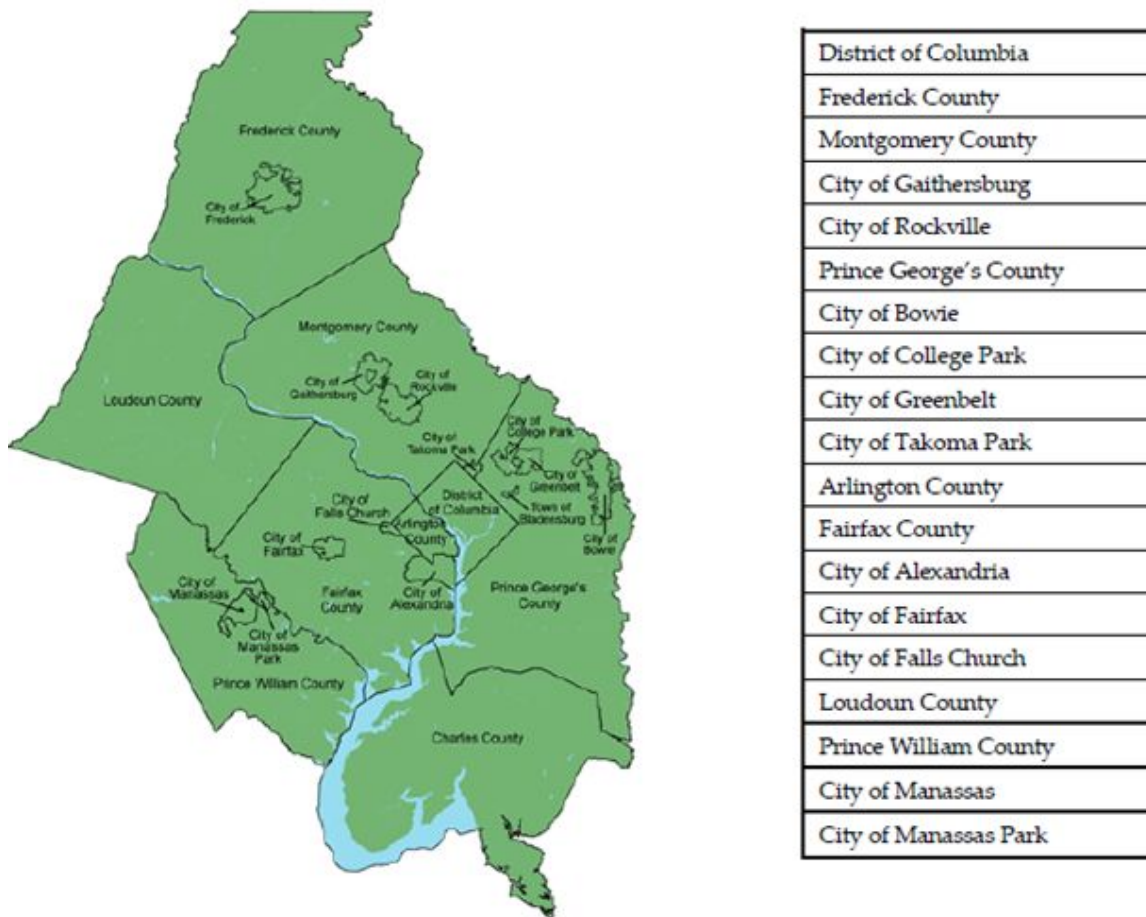 Frederick County
City of
Frederick
Montgomery County
City of
Gaithersburg
City of
Rockville
Loudoun County
City of
College Park
City of
Takoma Park
City of
Greenbelt
District
of Columbia
Town of
Bladensburg
City of
Bowie
City of
Falls Church
Arlington
County
City of
Fairfax
City of
Alexandria
Fairfax
County
Prince George's
County
City of
Manassas
City of
Manassas
Park
Prince William County
Charles County
District of Columbia
Frederick County
Montgomery County
City of Gaithersburg
City of Rockville
Prince George's County
City of Bowie
City of College Park
City of Greenbelt
City of Takoma Park
Arlington County
Fairfax County
City of Alexandria
City of Fairfax
City of Falls Church
Loudoun County
Prince William County
City of Manassas
City of Manassas Park